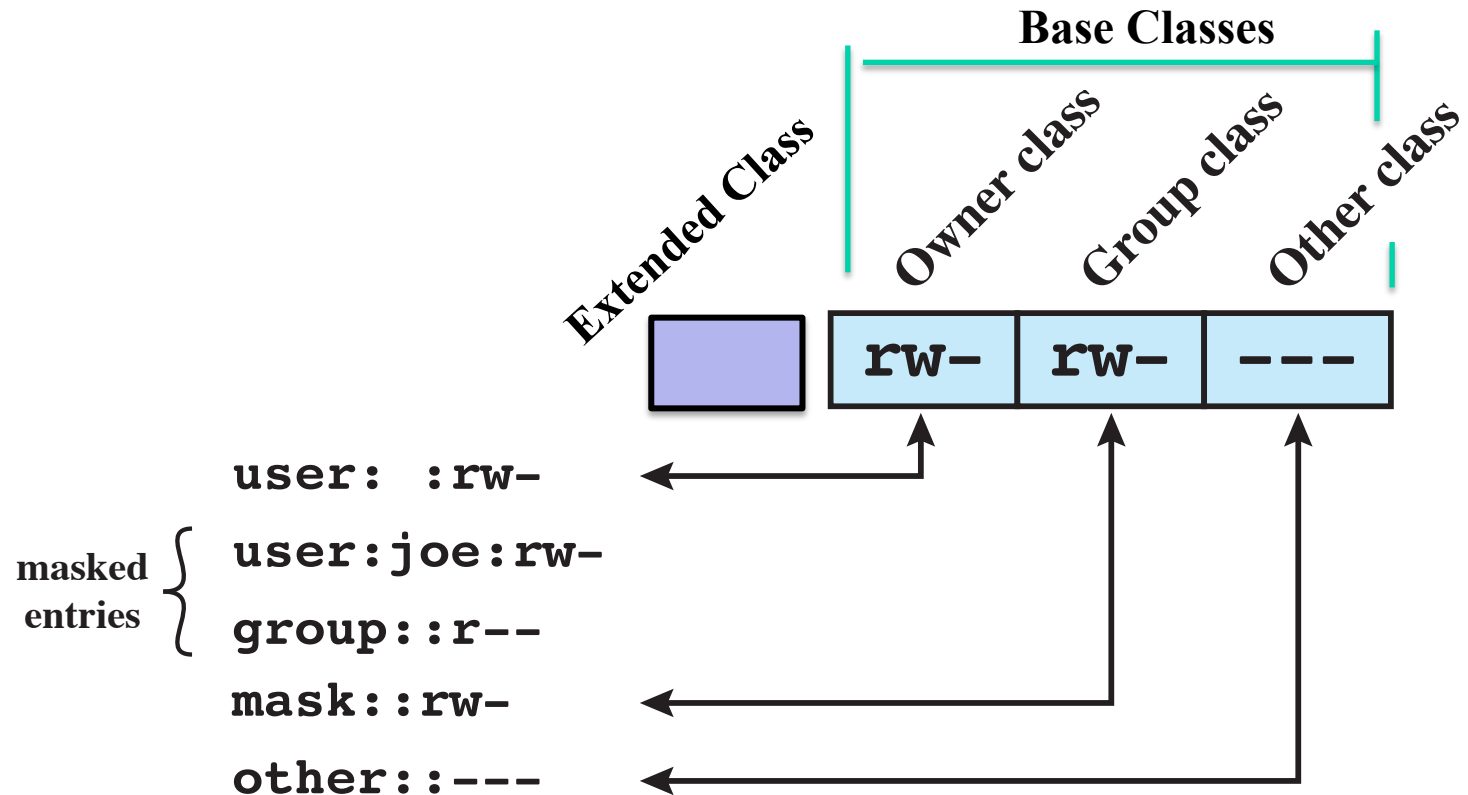 Base Classes
Extended Class
Owner class
Group class
Other class
rw-
rw-
---
user: :rw-
masked
entries
user:joe:rw-
group::r--
mask::rw-
other::---